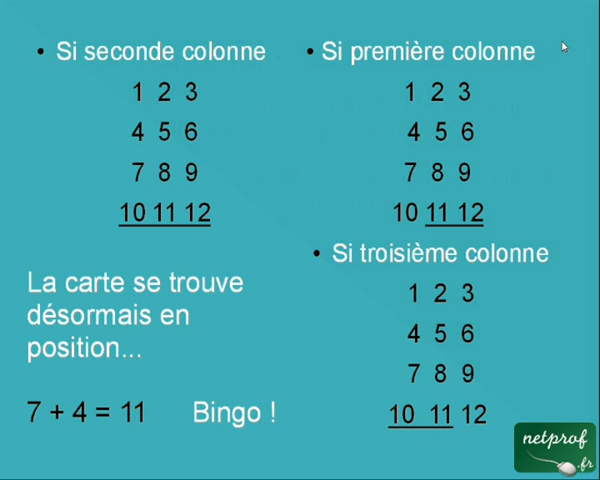 • Si seconde colonne
1 2 3
4 5 6
7 8 9
10 11 12
• Si première colonne
1 2 3
4 5 6
7 8 9
10 11 12
• Si troisième colonne
1 2 3
4 5 6
7 8 9
10 11 12
La carte se trouve
désormais en
position...
7 + 4 = 11 Bingo !
netprof
.fr